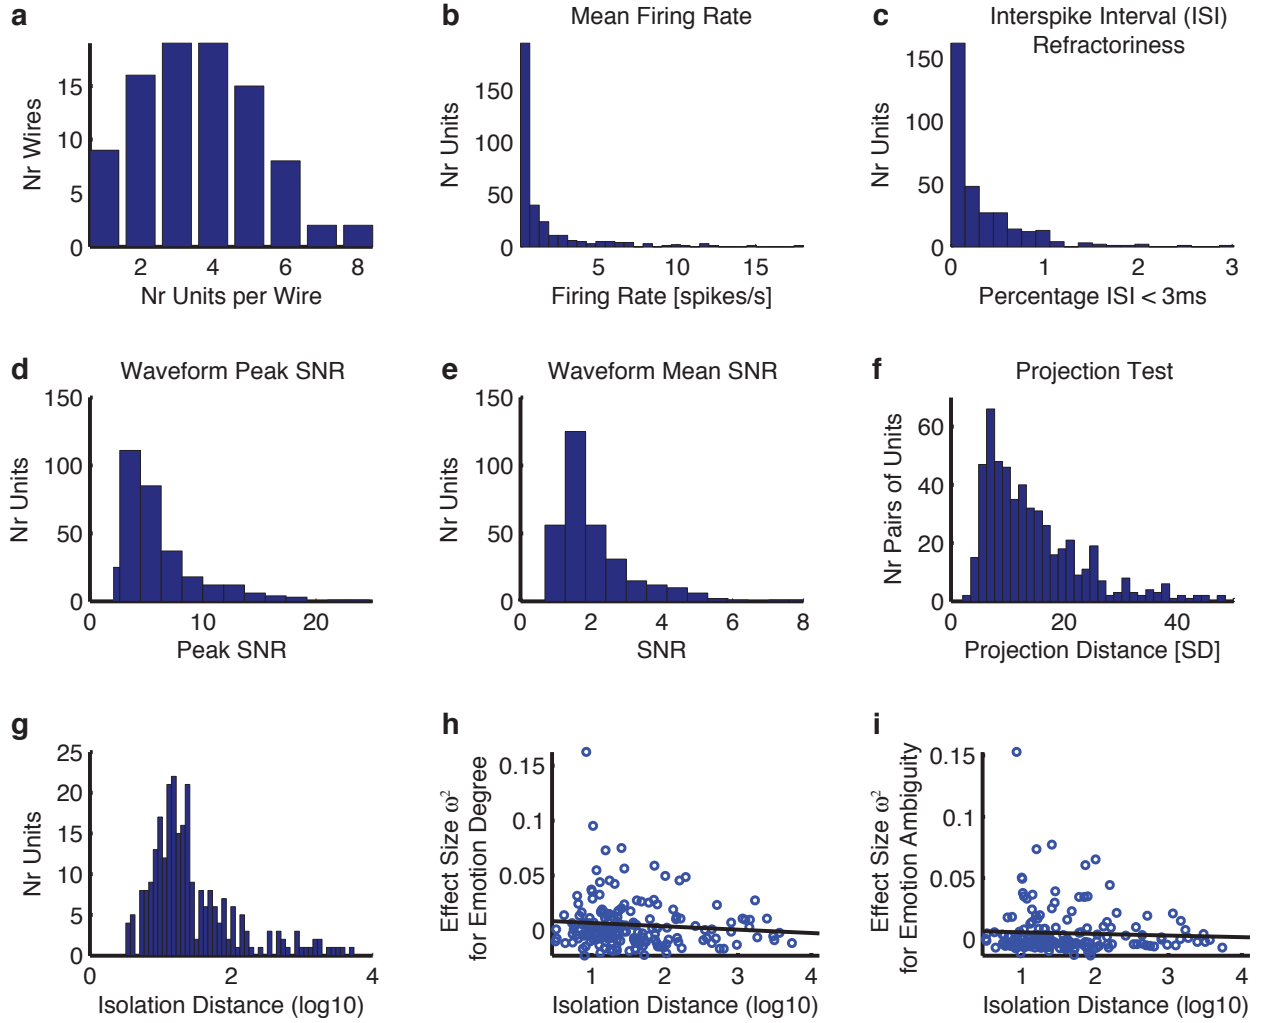 a
Nr Wires
15
10
5
0
2 4 6 8
Nr Units per Wire
b
Mean Firing Rate
Nr Units
150
100
50
0
5 10 15
Firing Rate [spikes/s]
c
Interspike Interval (ISI)
Refractoriness
Nr Units
150
100
50
0
0 1 2 3
Percentage ISI < 3ms
d
Waveform Peak SNR
Nr Units
150
100
50
0
0 10 20
Peak SNR
e
Waveform Mean SNR
Nr Units
150
100
50
0
0 2 4 6 8
SNR
f
Projection Test
Nr Pairs of Units
60
40
20
0
0 20 40
Projection Distance [SD]
g
Nr Units
25
20
15
10
5
0
0 2 4
Isolation Distance (log10)
h
Effect Size ω²
for Emotion Degree
0.15
0.1
0.05
0
1 2 3 4
Isolation Distance (log10)
i
Effect Size ω²
for Emotion Ambiguity
0.15
0.1
0.05
0
1 2 3 4
Isolation Distance (log10)